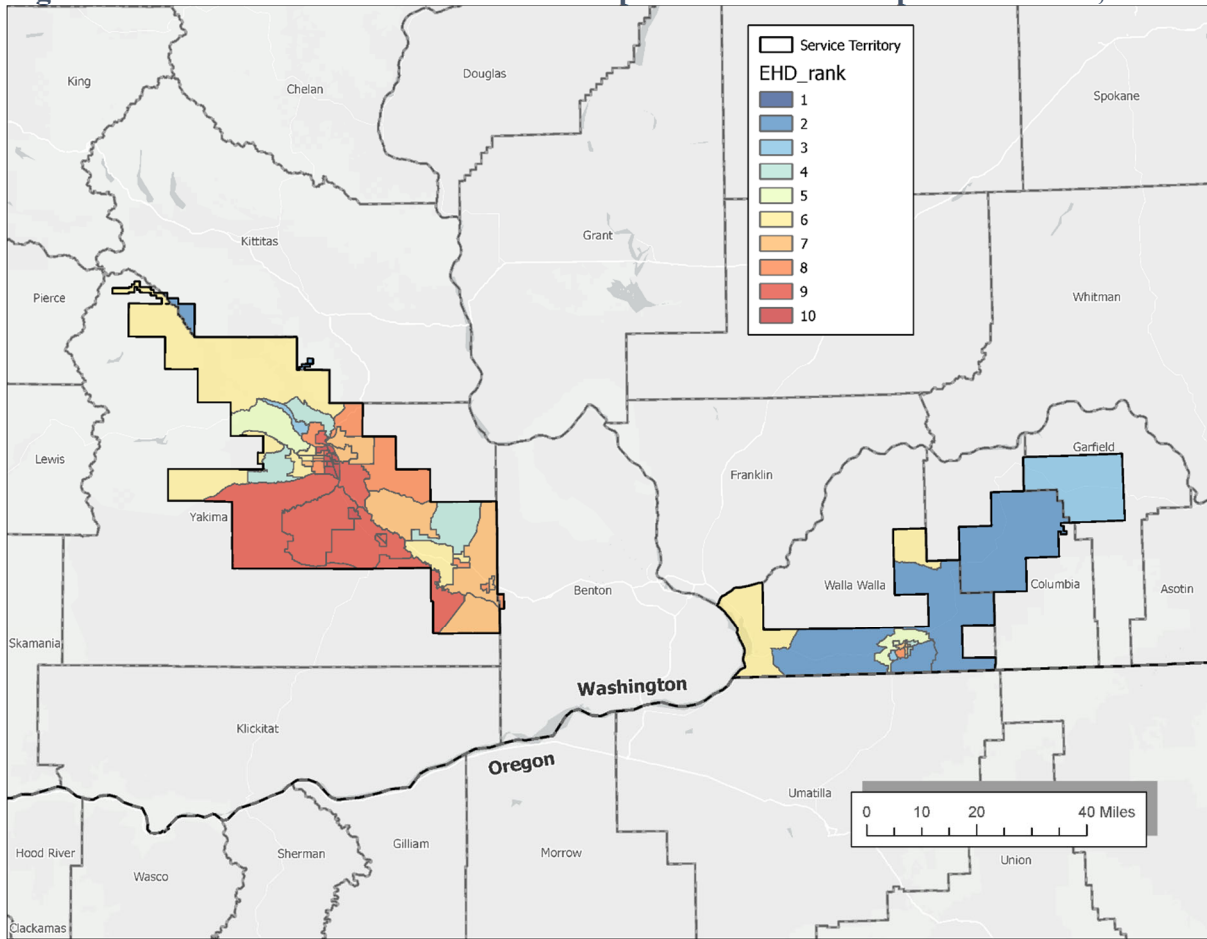 King
Chelan
Douglas
Spokane
Service Territory
EHD_rank
1
2
3
4
5
6
7
8
9
10
Kittitas
Grant
Pierce
Whitman
Lewis
Yakima
Franklin
Garfield
Benton
Walla Walla
Columbia
Asotin
Skamania
Washington
Klickitat
Oregon
Umatilla
0 10 20 40 Miles
Hood River
Wasco
Sherman
Gilliam
Morrow
Union
Clackamas